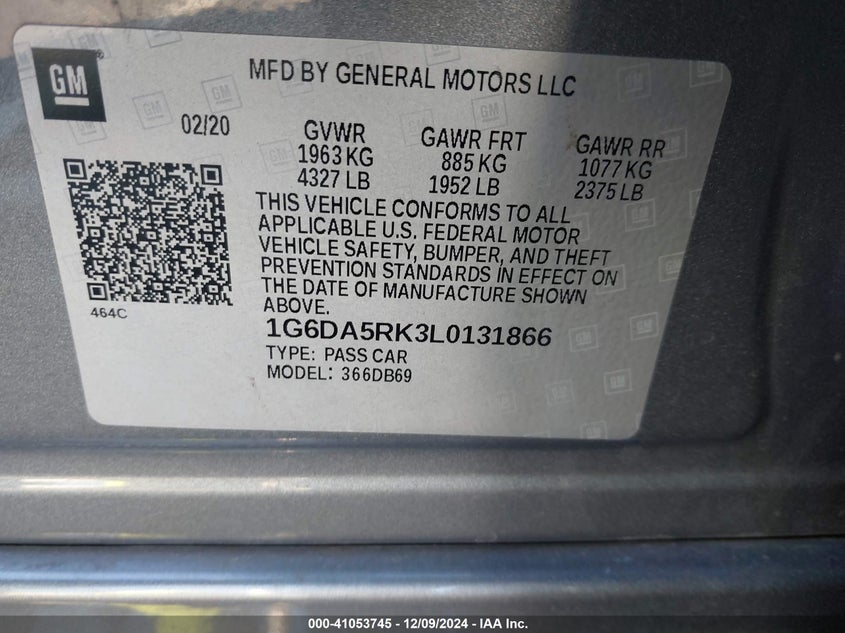 GM
MFD BY GENERAL MOTORS LLC
02/20
GVWR
1963 KG
4327 LB
GAWR FRT
885 KG
1952 LB
GAWR RR
1077 KG
2375 LB
THIS VEHICLE CONFORMS TO ALL
APPLICABLE U.S. FEDERAL MOTOR
VEHICLE SAFETY, BUMPER, AND THEFT
PREVENTION STANDARDS IN EFFECT ON
THE DATE OF MANUFACTURE SHOWN
ABOVE.
464C
1G6DA5RK3L0131866
TYPE: PASS CAR
MODEL: 366DB69
000-41053745 - 12/09/2024 - IAA Inc.